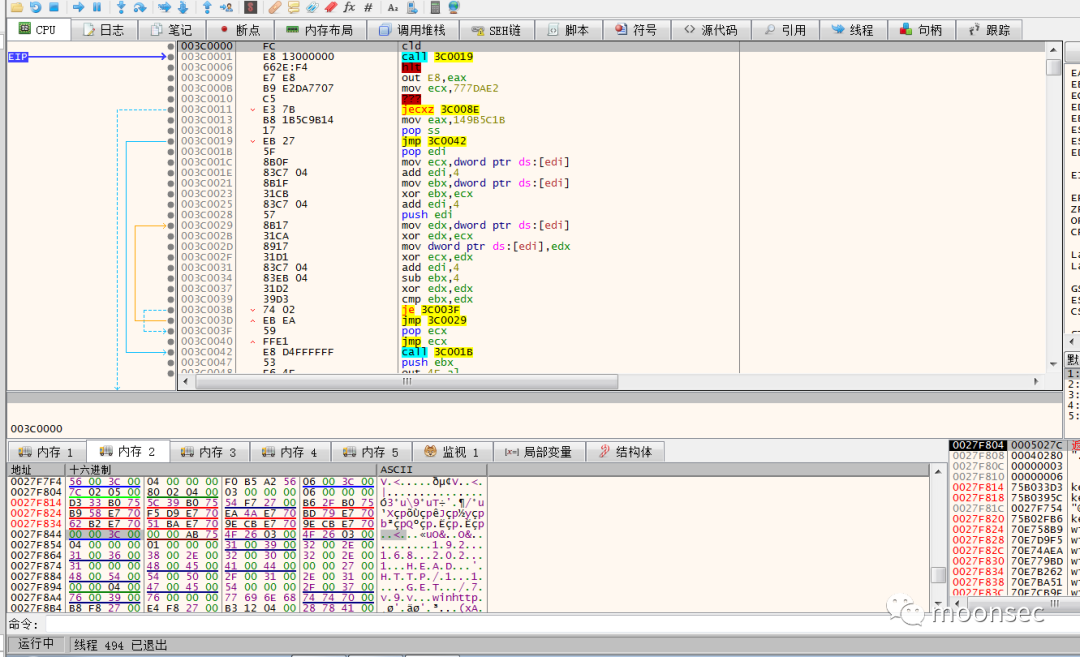 CPU 日志 笔记 断点 内存布局 调用堆栈 SEH链 脚本 符号 源代码 引用 线程 句柄 跟踪
EIP
003C0000 FC cld
003C0001 E8 13000000 call 3C0019
003C0006 662E:F4 hlt
003C0009 E7 E8 out E8,eax
003C000B B9 E2DA7707 mov ecx,777DAE2
003C0010 C5 ???
003C0011 E3 7B jecxz 3C008E
003C0013 B8 1B5C9B14 mov eax,149B5C1B
003C0018 17 pop ss
003C0019 EB 27 jmp 3C0042
003C001B 5F pop edi
003C001C 8B0F mov ecx,dword ptr ds:[edi]
003C001E 83C7 04 add edi,4
003C0021 8B1F mov ebx,dword ptr ds:[edi]
003C0023 31CB xor ebx,ecx
003C0025 83C7 04 add edi,4
003C0028 57 push edi
003C0029 8B17 mov edx,dword ptr ds:[edi]
003C002B 31CA xor edx,ecx
003C002D 8917 mov dword ptr ds:[edi],edx
003C002F 31D1 xor ecx,edx
003C0031 83C7 04 add edi,4
003C0034 83EB 04 sub ebx,4
003C0037 31D2 xor edx,edx
003C0039 39D3 cmp ebx,edx
003C003B 74 02 je 3C003F
003C003D EB EA jmp 3C0029
003C003F 59 pop ecx
003C0040 FFE1 jmp ecx
003C0042 E8 D4FFFFFF call 3C001B
003C0047 53 push ebx
003C0000
内存 1 内存 2 内存 3 内存 4 内存 5 监视 1 局部变量 结构体
地址 十六进制 ASCII
0027F7F4 56 00 3C 00 04 00 00 00 F0 B5 A2 56 06 00 3C 00 V.<.....ðµ¢V..<.
0027F804 7C 02 05 00 80 02 04 00 03 00 00 00 06 00 00 00 |...............
0027F814 D3 33 B0 75 5C 39 B0 75 54 F7 27 00 B6 2F B0 75
0027F824 B9 58 E7 70 F5 D9 E7 70 EA 4A E7 70 BD 79 E7 70
0027F834 62 B2 E7 70 51 BA E7 70 9E CB E7 70 9E CB E7 70
0027F844 00 00 3C 00 00 00 AB 75 4F 26 03 00 4F 26 03 00 ..<...«uO&..O&..
0027F854 04 00 00 00 01 00 00 00 31 00 39 00 32 00 2E 00 ........1.9.2...
0027F864 31 00 36 00 38 00 2E 00 32 00 30 00 32 00 2E 00 1.6.8...2.0.2...
0027F874 31 00 00 00 48 00 45 00 41 00 44 00 00 00 27 00 1...H.E.A.D...'.
0027F884 48 00 54 00 54 00 50 00 2F 00 31 00 2E 00 31 00 H.T.T.P./.1...1.
0027F894 00 00 04 00 47 00 45 00 54 00 00 00 2F 00 37 00 ....G.E.T.../.7.
0027F8A4 76 00 39 00 76 00 00 00 77 69 6E 68 74 74 70 00 v.9.v...winhttp.
0027F8B4 B8 F8 27 00 E4 F8 27 00 B3 12 04 00 28 78 41 00 ¸ø'.äø'.³...(xA.
0027F804 0005027C
0027F808 00040280
0027F80C 00000003
0027F810 00000006
0027F814 75B033D3
0027F818 75B0395C
0027F81C 0027F754
0027F820 75B02FB6
0027F824 70E758B9
0027F828 70E7D9F5
0027F82C 70E74AEA
0027F830 70E779BD
0027F834 70E7B262
0027F838 70E7BA51
0027F83C 70E7CB9E
命令:
moonsec
运行中 线程 494 已退出